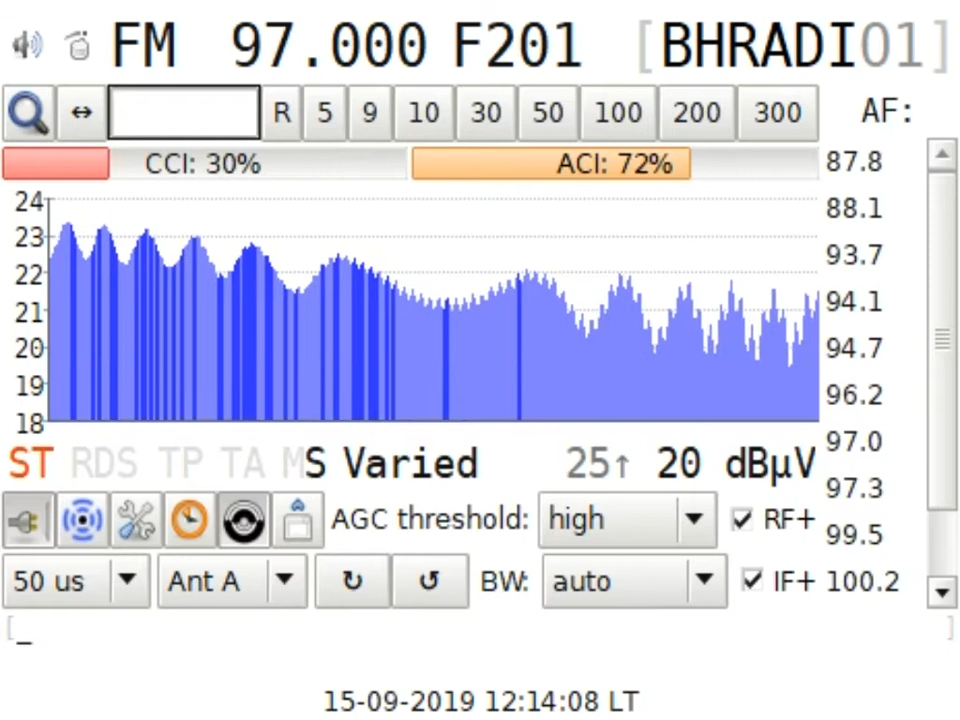 FM 97.000 F201 [BHRADI01]
R 5 9 10 30 50 100 200 300 AF:
CCI: 30% ACI: 72% 87.8
24
23
22
21
20
19
18
88.1
93.7
94.1
94.7
96.2
97.0
97.3
99.5
100.2
ST RDS TP TA MS Varied 25↑ 20 dBµV
AGC threshold: high RF+
50 us Ant A ↻ ↺ BW: auto IF+
[_ ]
15-09-2019 12:14:08 LT